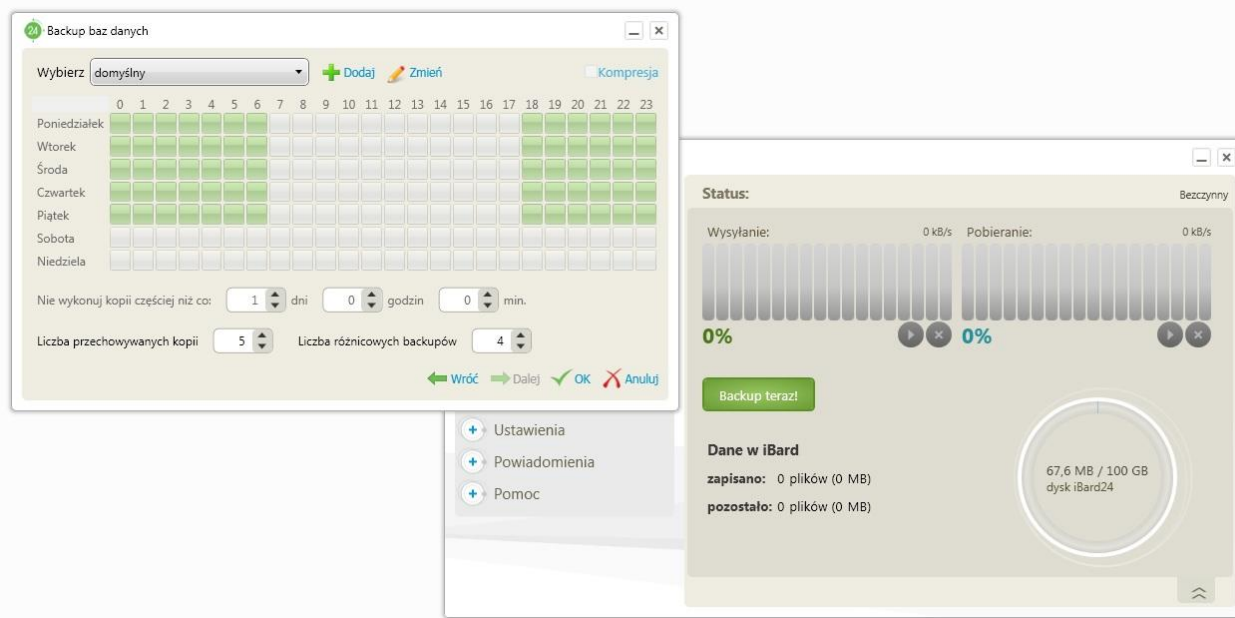 24 Backup baz danych
Wybierz domyślny Dodaj Zmień Kompresja
0 1 2 3 4 5 6 7 8 9 10 11 12 13 14 15 16 17 18 19 20 21 22 23
Poniedziałek
Wtorek
Środa
Czwartek
Piątek
Sobota
Niedziela
Nie wykonuj kopii częściej niż co: 1 dni 0 godzin 0 min.
Liczba przechowywanych kopii 5 Liczba różnicowych backupów 4
Wróć Dalej OK Anuluj
Ustawienia
Powiadomienia
Pomoc
Status: Bezczynny
Wysyłanie: 0 kB/s Pobieranie: 0 kB/s
0% 0%
Backup teraz!
Dane w iBard
zapisano: 0 plików (0 MB)
pozostało: 0 plików (0 MB)
67,6 MB / 100 GB
dysk iBard24